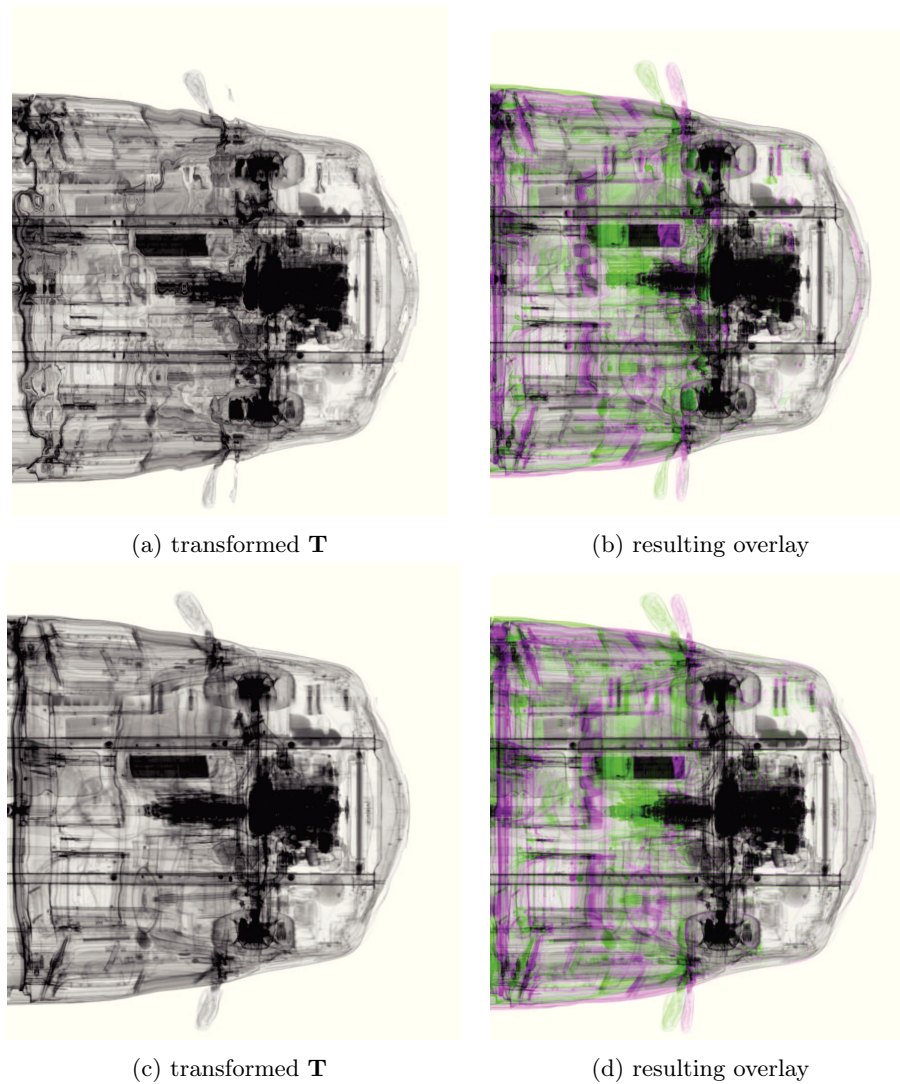 (a) transformed T
(b) resulting overlay
(c) transformed T
(d) resulting overlay